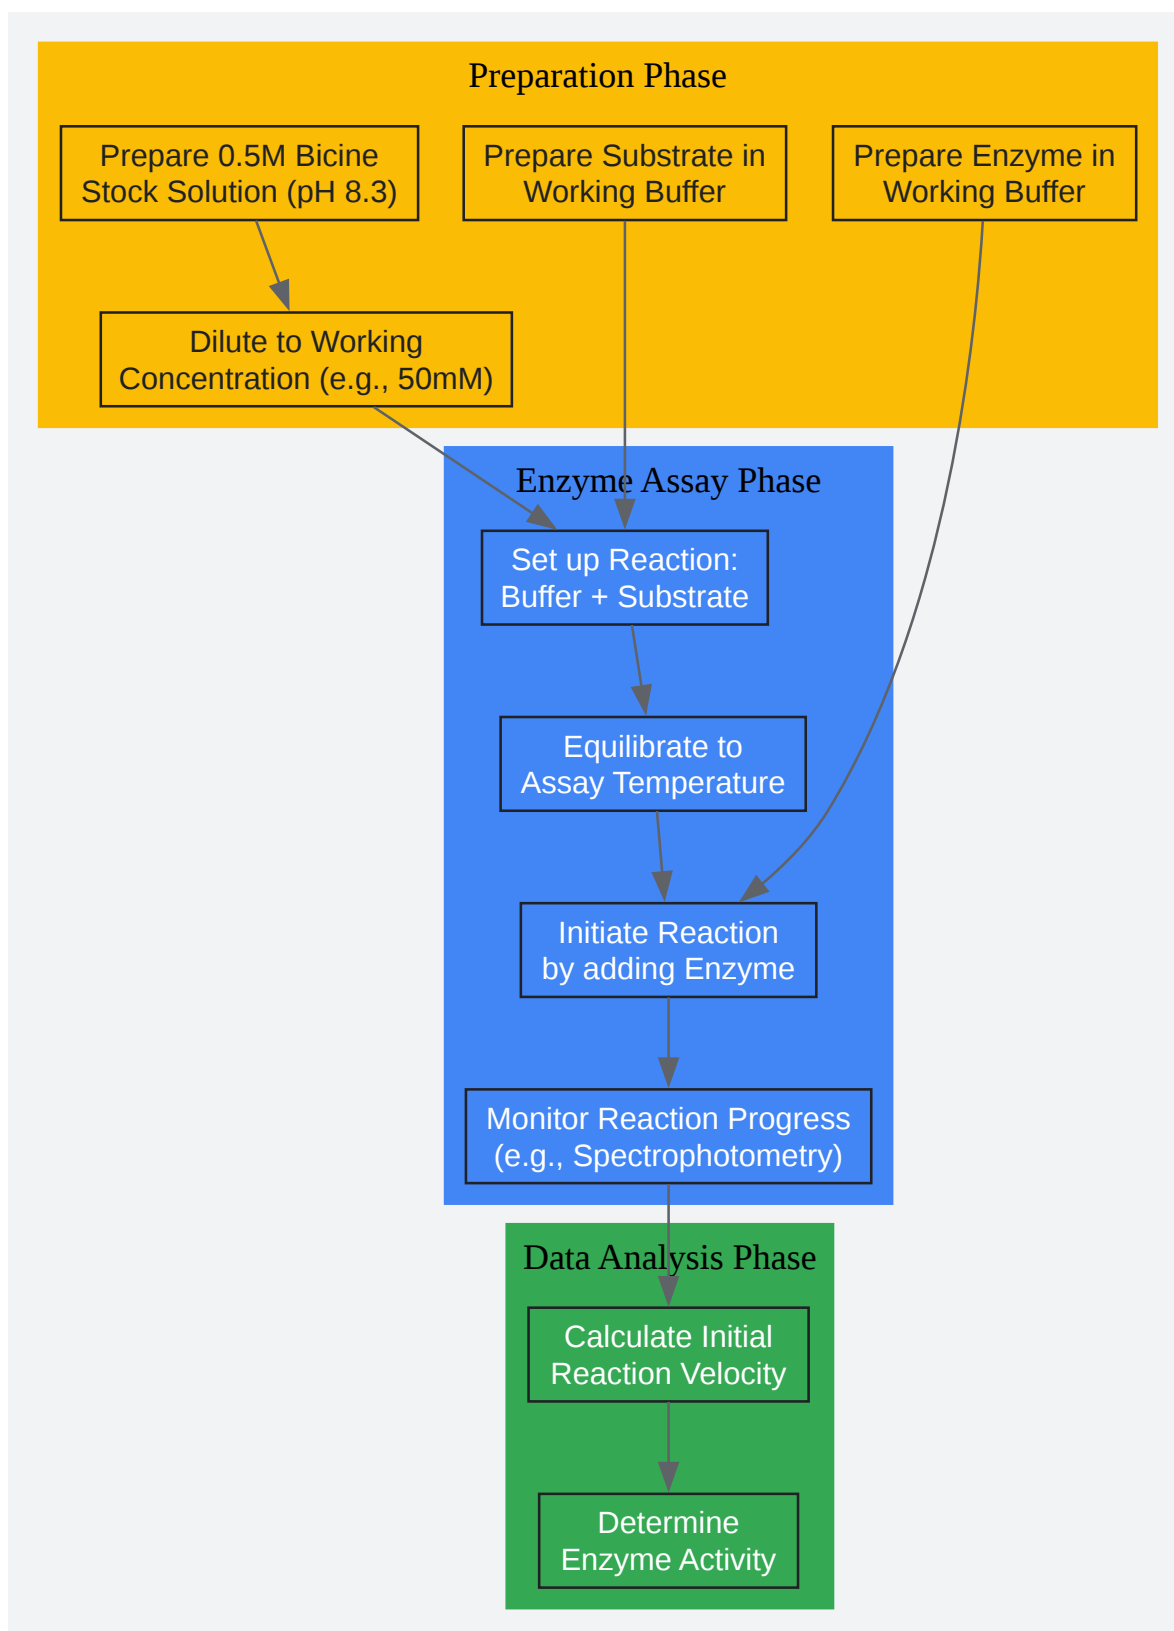 Preparation Phase
Prepare 0.5M Bicine
Stock Solution (pH 8.3)
Prepare Substrate in
Working Buffer
Prepare Enzyme in
Working Buffer
Dilute to Working
Concentration (e.g., 50mM)
Enzyme Assay Phase
Set up Reaction:
Buffer + Substrate
Equilibrate to
Assay Temperature
Initiate Reaction
by adding Enzyme
Monitor Reaction Progress
(e.g., Spectrophotometry)
Data Analysis Phase
Calculate Initial
Reaction Velocity
Determine
Enzyme Activity